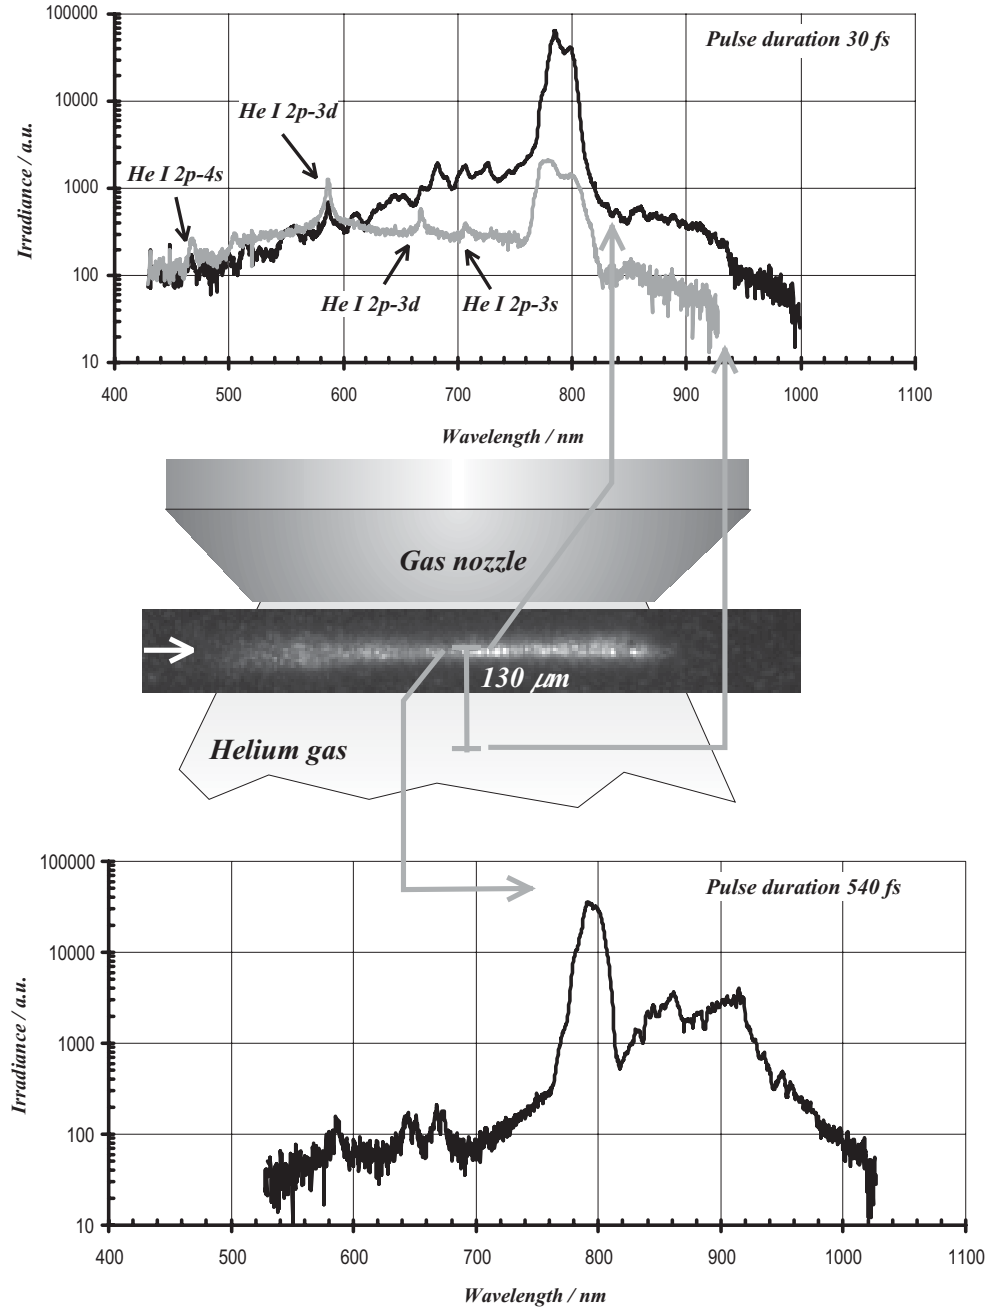 100000
Pulse duration 30 fs
10000
He I 2p-3d
He I 2p-4s
1000
Irradiance / a.u.
100
He I 2p-3d
He I 2p-3s
10
400 500 600 700 800 900 1000 1100
Wavelength / nm
Gas nozzle
130 μm
Helium gas
100000
Pulse duration 540 fs
10000
Irradiance / a.u.
1000
100
10
400 500 600 700 800 900 1000 1100
Wavelength / nm